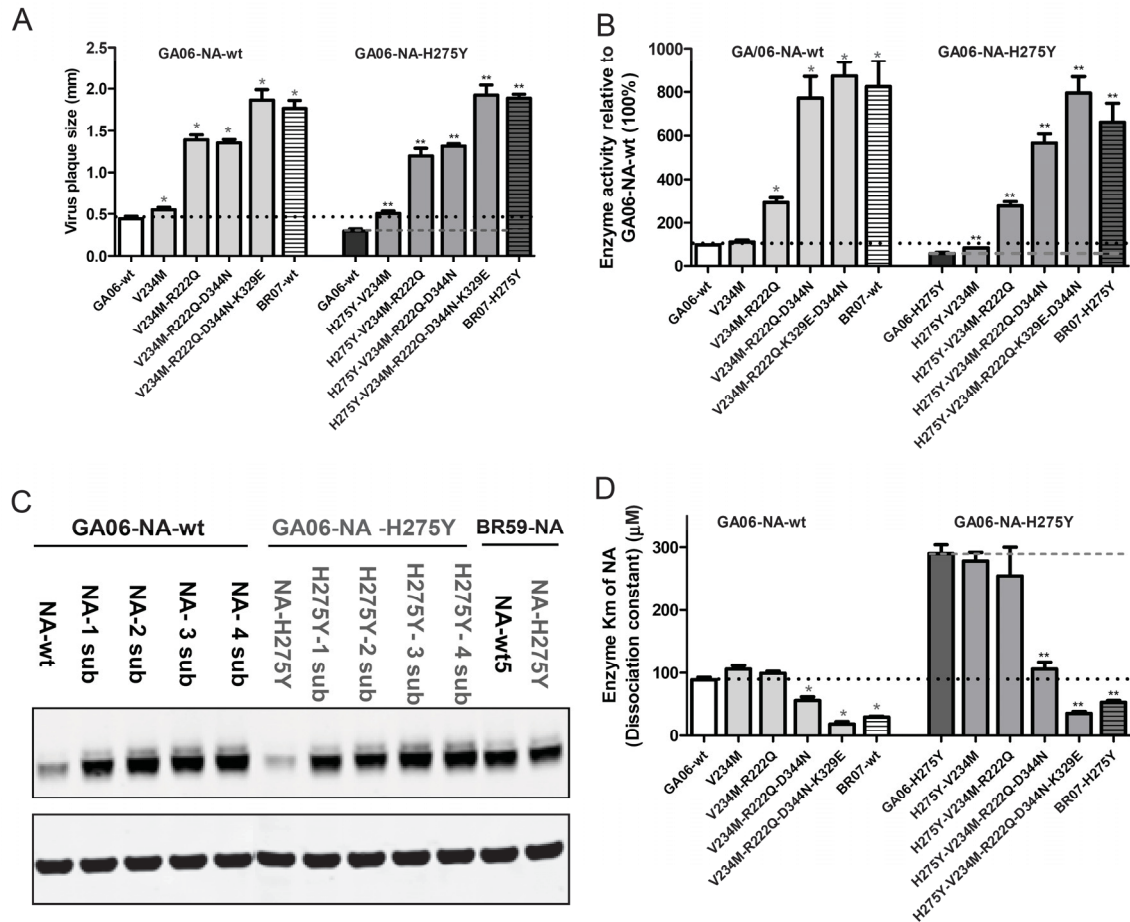 A
Virus plaque size (mm)
GA06-NA-wt
GA06-NA-H275Y
2.5
2.0
1.5
1.0
0.5
0.0
*
*
*
*
*
**
**
**
**
**
GA06-wt
V234M
V234M-R222Q
V234M-R222Q-D344N
V234M-R222Q-D344N-K329E
BR07-wt
GA06-wt
H275Y-V234M
H275Y-V234M-R222Q
H275Y-V234M-R222Q-D344N
H275Y-V234M-R222Q-D344N-K329E
BR07-H275Y
B
Enzyme activity relative to
GA06-NA-wt (100%)
GA/06-NA-wt
GA06-NA-H275Y
1000
800
600
400
200
0
*
*
*
*
**
**
**
**
**
GA06-wt
V234M
V234M-R222Q
V234M-R222Q-D344N
V234M-R222Q-K329E-D344N
BR07-wt
GA06-H275Y
H275Y-V234M
H275Y-V234M-R222Q
H275Y-V234M-R222Q-D344N
H275Y-V234M-R222Q-K329E-D344N
BR07-H275Y
C
GA06-NA-wt
GA06-NA -H275Y
BR59-NA
NA-wt
NA-1 sub
NA-2 sub
NA- 3 sub
NA- 4 sub
NA-H275Y
H275Y-1 sub
H275Y-2 sub
H275Y- 3 sub
H275Y- 4 sub
NA-wt5
NA-H275Y
D
Enzyme Km of NA
(Dissociation constant) (µM)
GA06-NA-wt
GA06-NA-H275Y
300
200
100
0
*
*
*
**
**
**
GA06-wt
V234M
V234M-R222Q
V234M-R222Q-D344N
V234M-R222Q-D344N-K329E
BR07-wt
GA06-H275Y
H275Y-V234M
H275Y-V234M-R222Q
H275Y-V234M-R222Q-D344N
H275Y-V234M-R222Q-D344N-K329E
BR07-H275Y